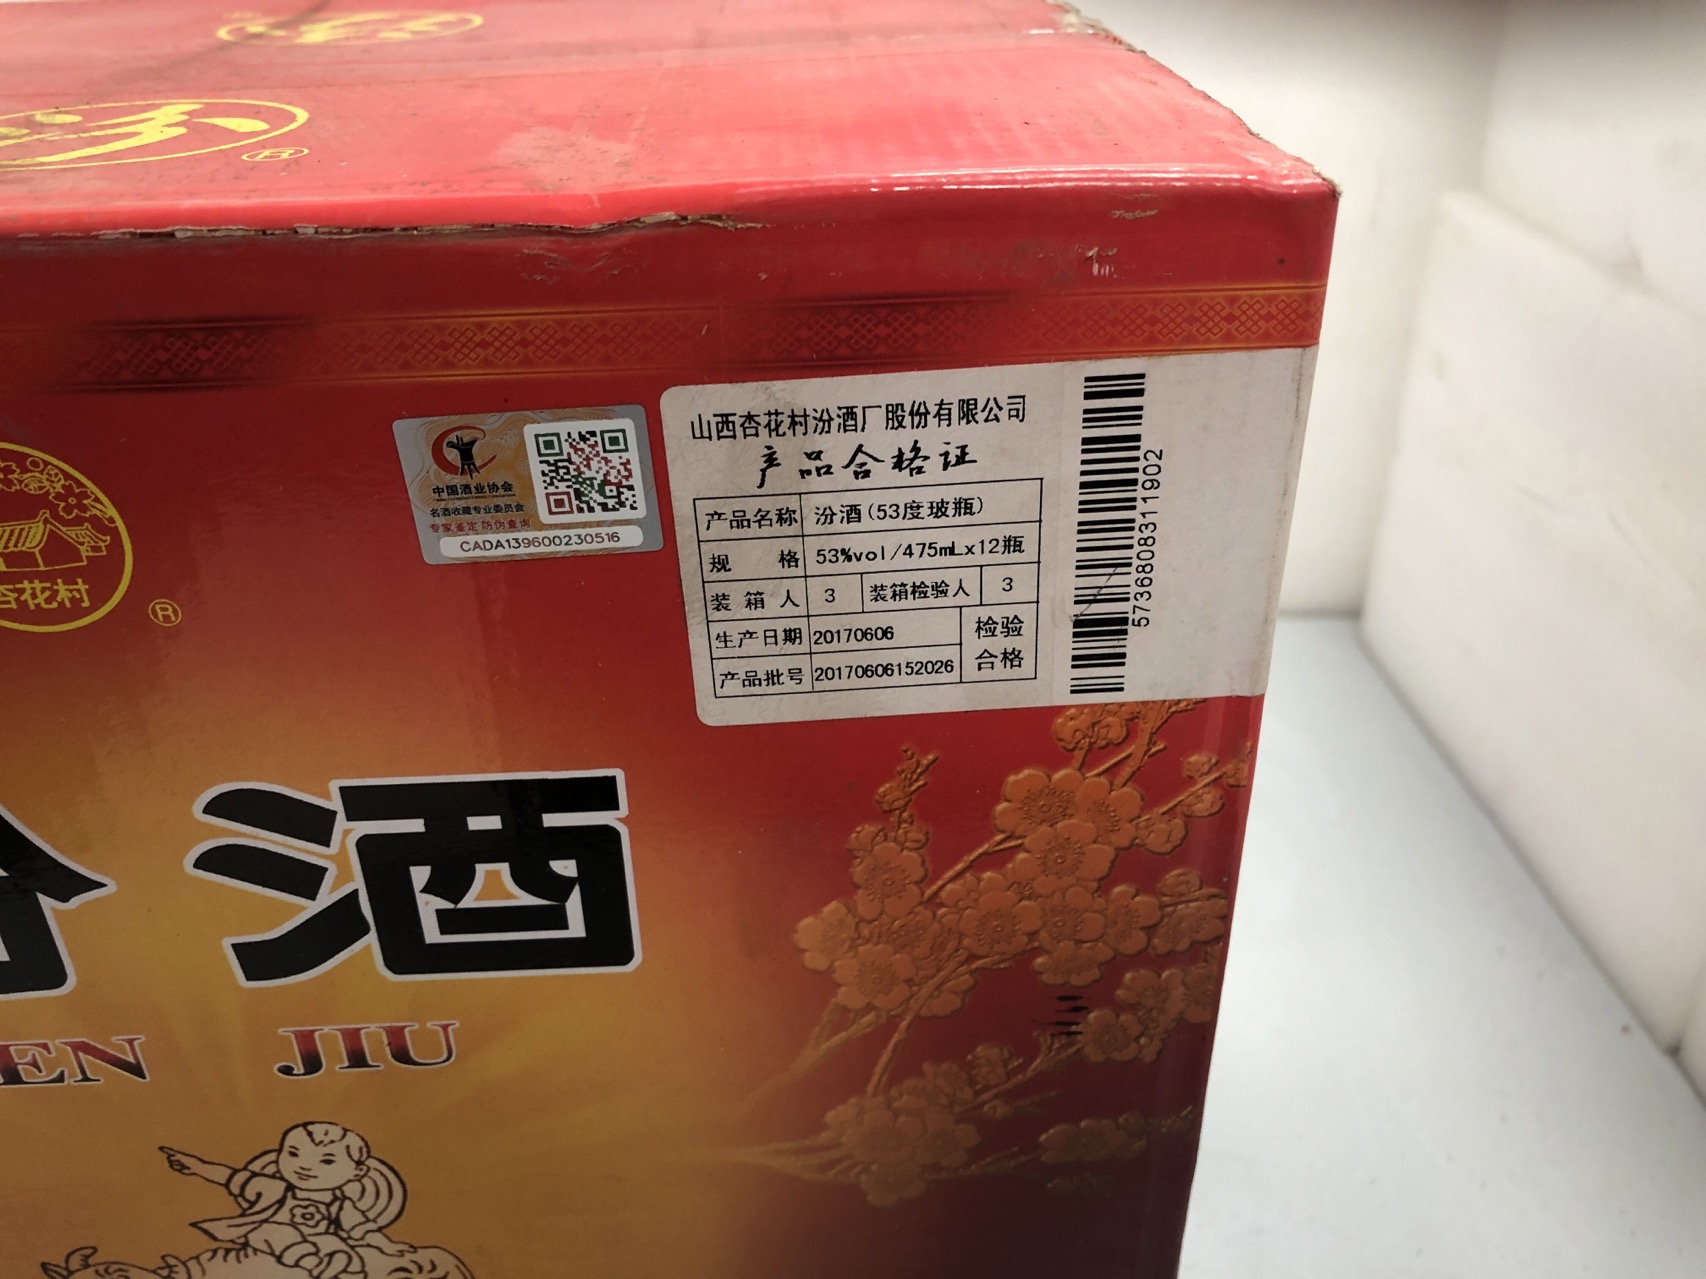 汾
®
杏花村
®
中国酒业协会
名酒收藏专业委员会
专家鉴定 防伪查询
CADA139600230516
山西杏花村汾酒厂股份有限公司
产品合格证
产品名称 汾酒(53度玻瓶)
规 格 53%vol/475mLx12瓶
装箱人 3 装箱检验人 3
生产日期 20170606 检验
产品批号 20170606152026 合格
5736808311902
汾酒
EN JIU